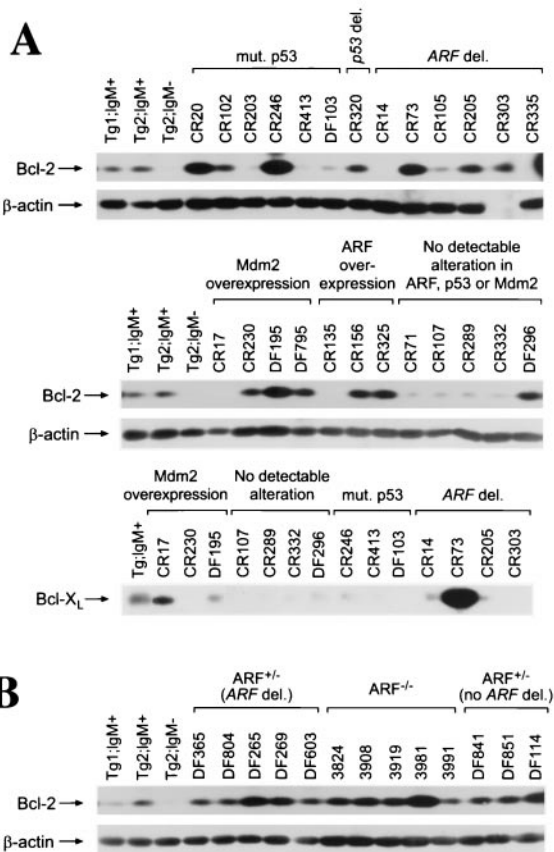 A
mut. p53
p53 del.
ARF del.
Tg1;IgM+
Tg2;IgM+
Tg2;IgM-
CR20
CR102
CR203
CR246
CR413
DF103
CR320
CR14
CR73
CR105
CR205
CR303
CR335
Bcl-2
β-actin
Mdm2
overexpression
ARF
over-
expression
No detectable
alteration in
ARF, p53 or Mdm2
Tg1:IgM+
Tg2:IgM+
Tg2;IgM-
CR17
CR230
DF195
DF795
CR135
CR156
CR325
CR71
CR107
CR289
CR332
DF296
Bcl-2
β-actin
Mdm2
overexpression
No detectable
alteration
mut. p53
ARF del.
Tg;IgM+
CR17
CR230
DF195
CR107
CR289
CR332
DF296
CR246
CR413
DF103
CR14
CR73
CR205
CR303
Bcl-XL
B
ARF+/-
(ARF del.)
ARF-/-
ARF+/-
(no ARF del.)
Tg1;IgM+
Tg2;IgM+
Tg2;IgM-
DF365
DF804
DF265
DF269
DF603
3824
3908
3919
3981
3991
DF841
DF851
DF114
Bcl-2
β-actin